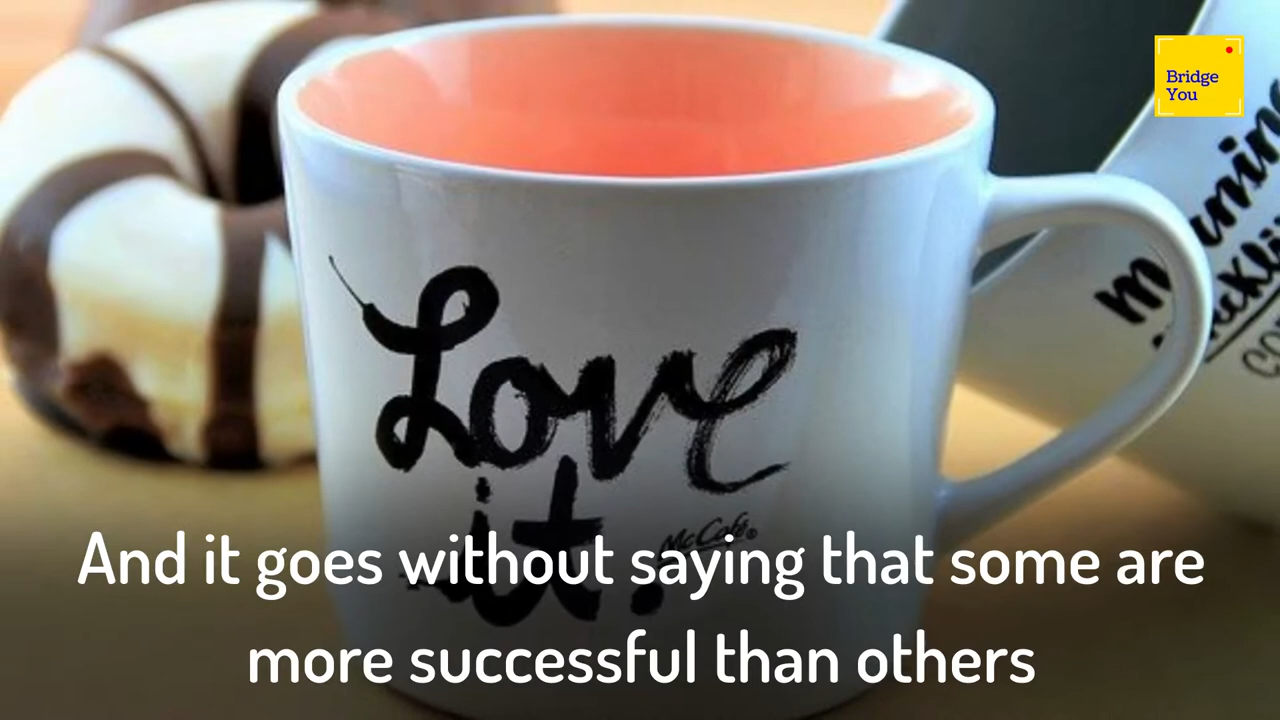 Bridge
You
Love
it.
McCafé®
And it goes without saying that some are
more successful than others